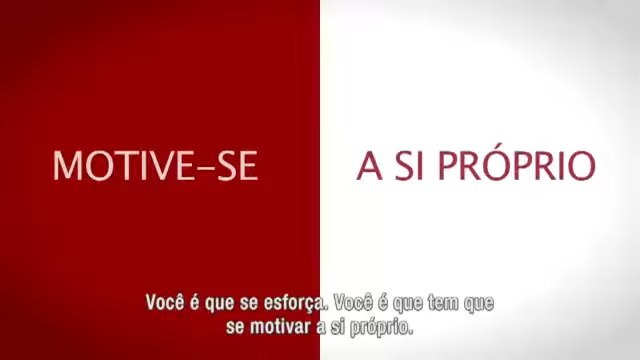 MOTIVE-SE A SI PRÓPRIO
Você é que se esforça. Você é que tem que
se motivar a si próprio.